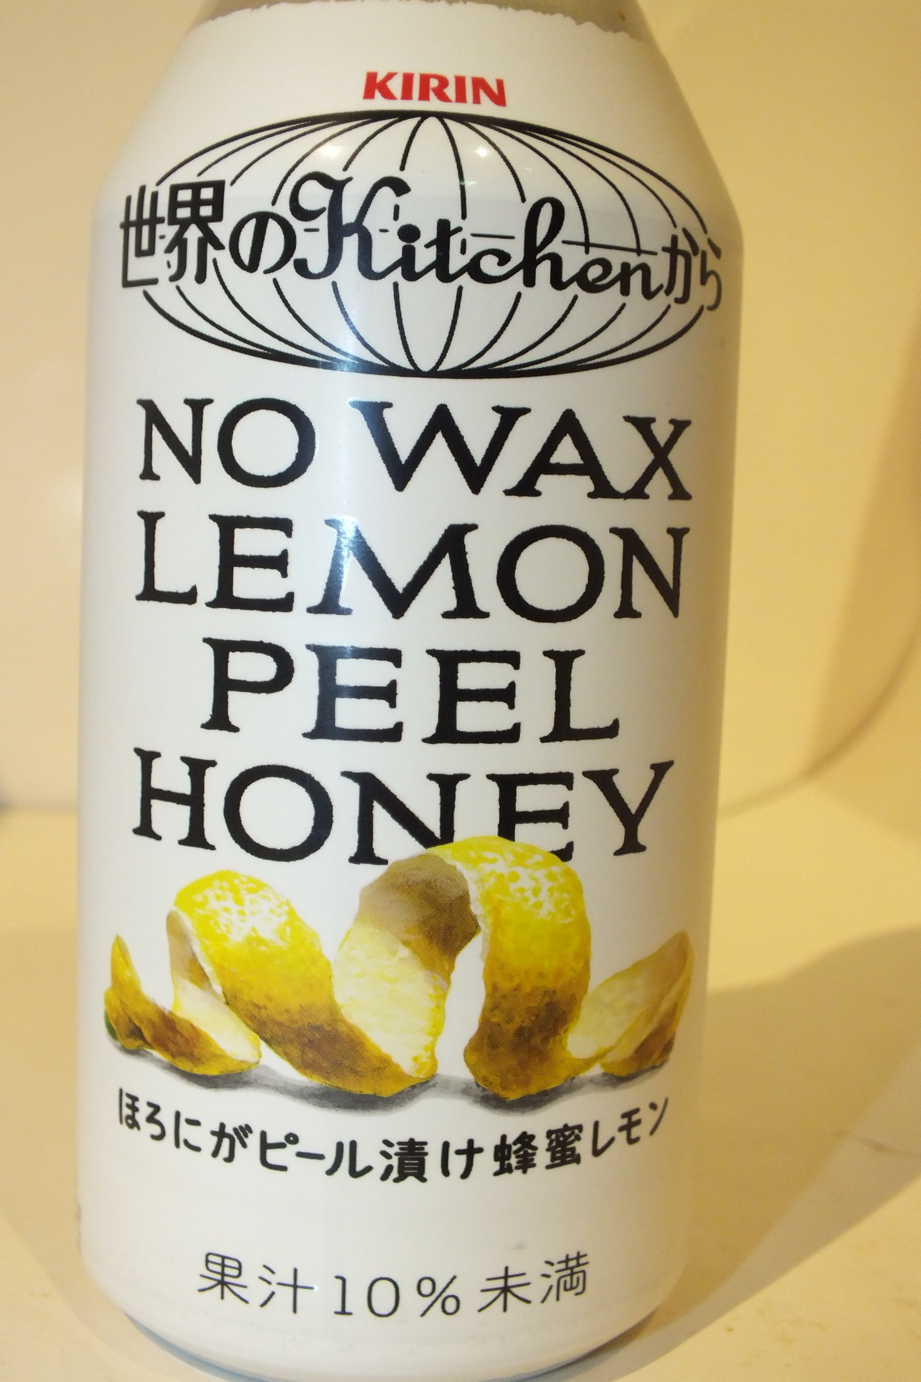 KIRIN
世界のKitchenから
NO WAX
LEMON
PEEL
HONEY
ほろにがピール漬け蜂蜜レモン
果汁10%未満